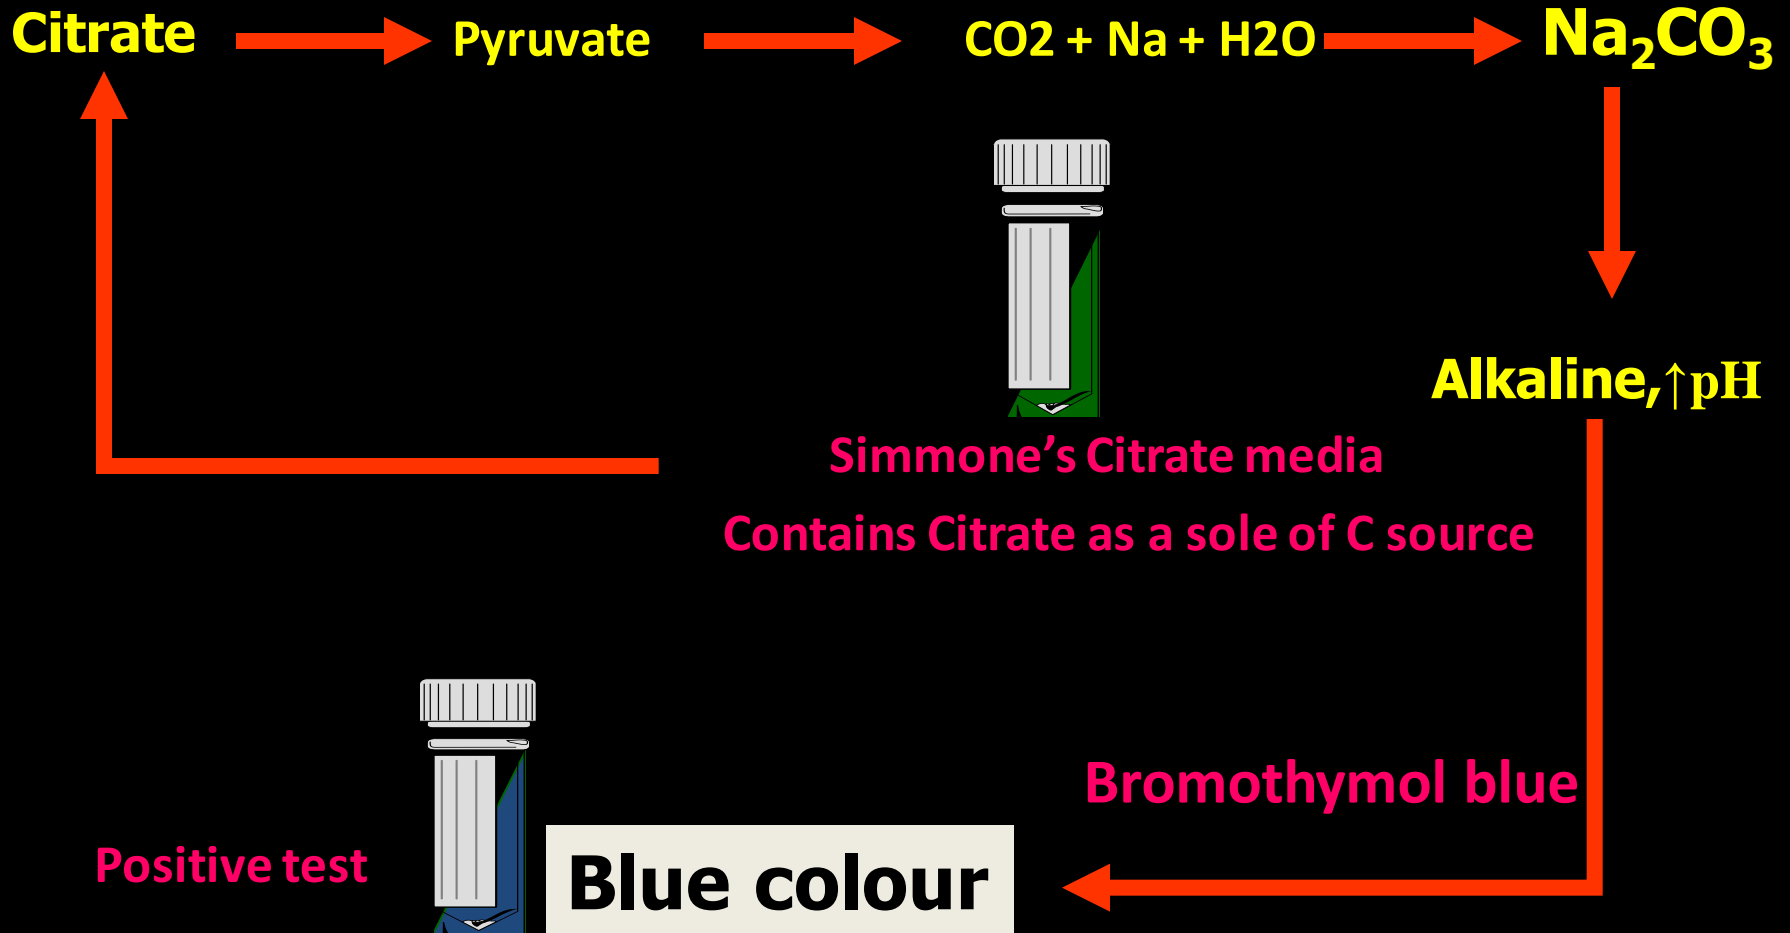 Citrate
Pyruvate
CO2 + Na + H2O
Na₂CO₃
Alkaline,↑pH
Simmone’s Citrate media
Contains Citrate as a sole of C source
Bromothymol blue
Positive test
Blue colour